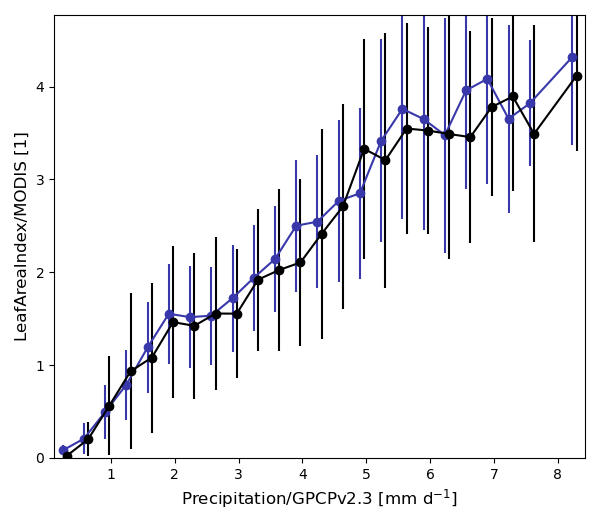 4
3
2
1
0
LeafAreaIndex/MODIS [1]
1 2 3 4 5 6 7 8
Precipitation/GPCPv2.3 [mm d⁻¹]